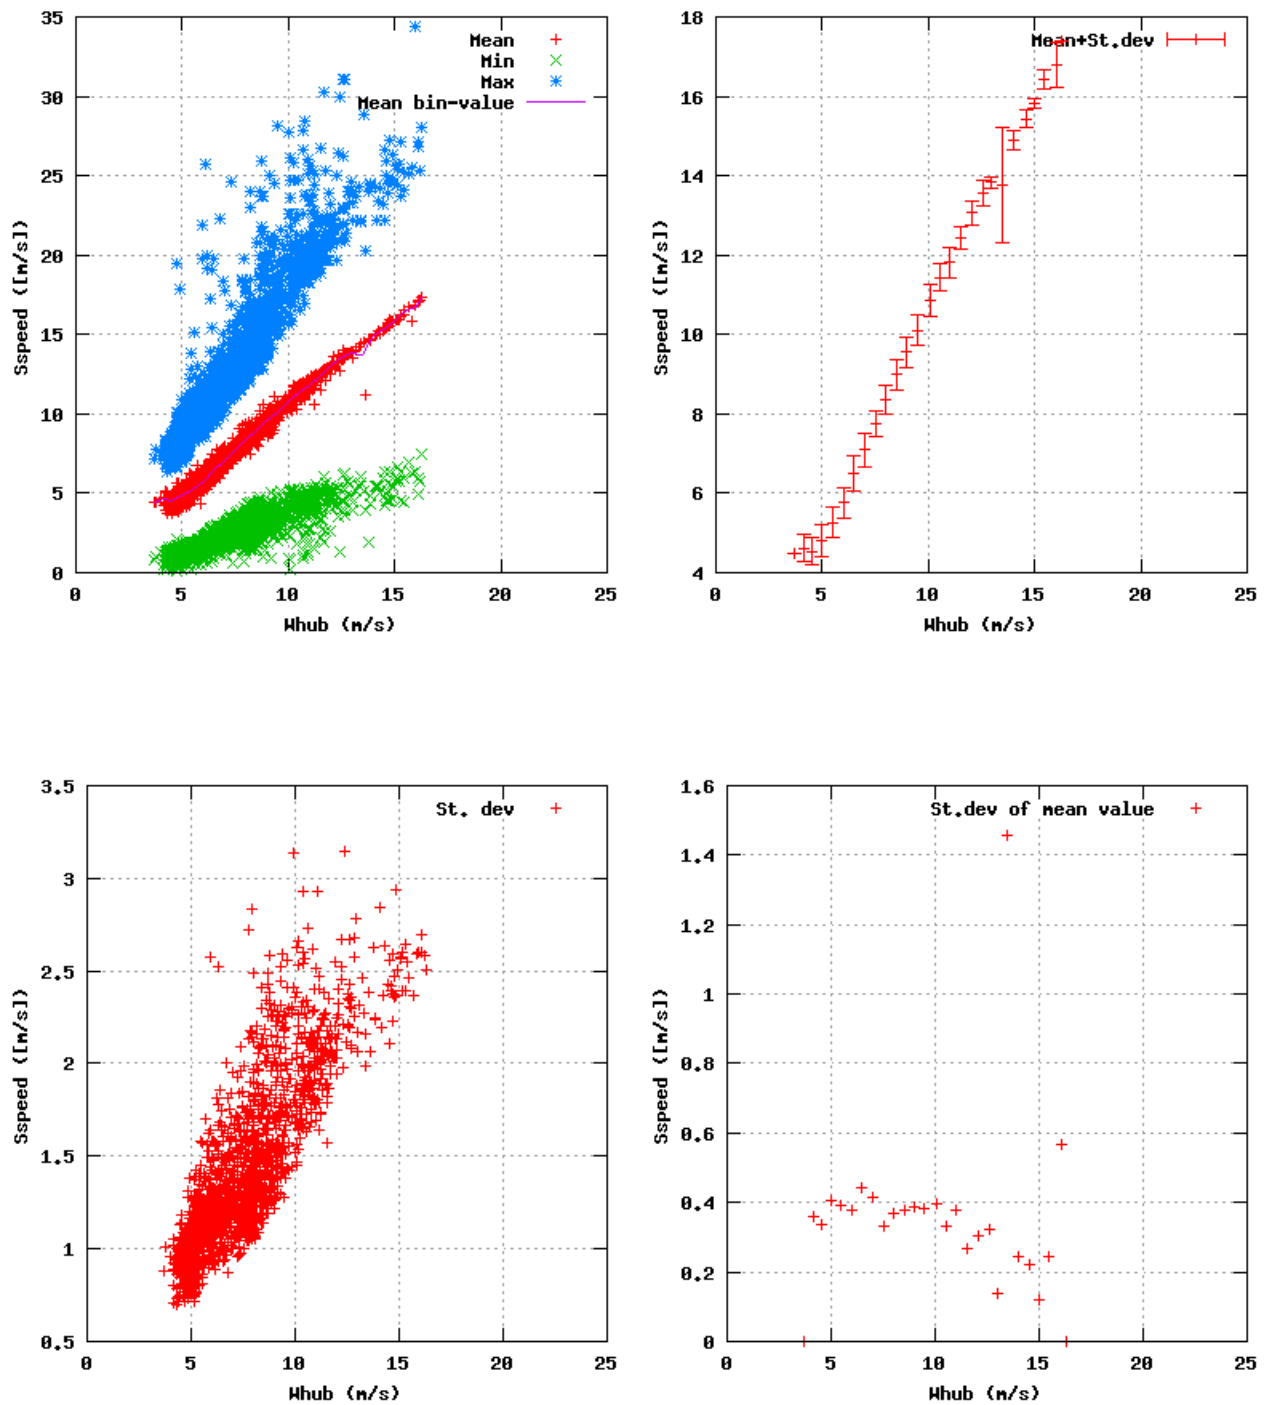 35
30
25
20
15
10
5
0
0 5 10 15 20 25
Sspeed ([m/s])
Whub (m/s)
Mean
Min
Max
Mean bin-value
18
16
14
12
10
8
6
4
0 5 10 15 20 25
Sspeed ([m/s])
Whub (m/s)
Mean+St.dev
3.5
3
2.5
2
1.5
1
0.5
0 5 10 15 20 25
Sspeed ([m/s])
Whub (m/s)
St. dev
1.6
1.4
1.2
1
0.8
0.6
0.4
0.2
0
0 5 10 15 20 25
Sspeed ([m/s])
Whub (m/s)
St.dev of mean value